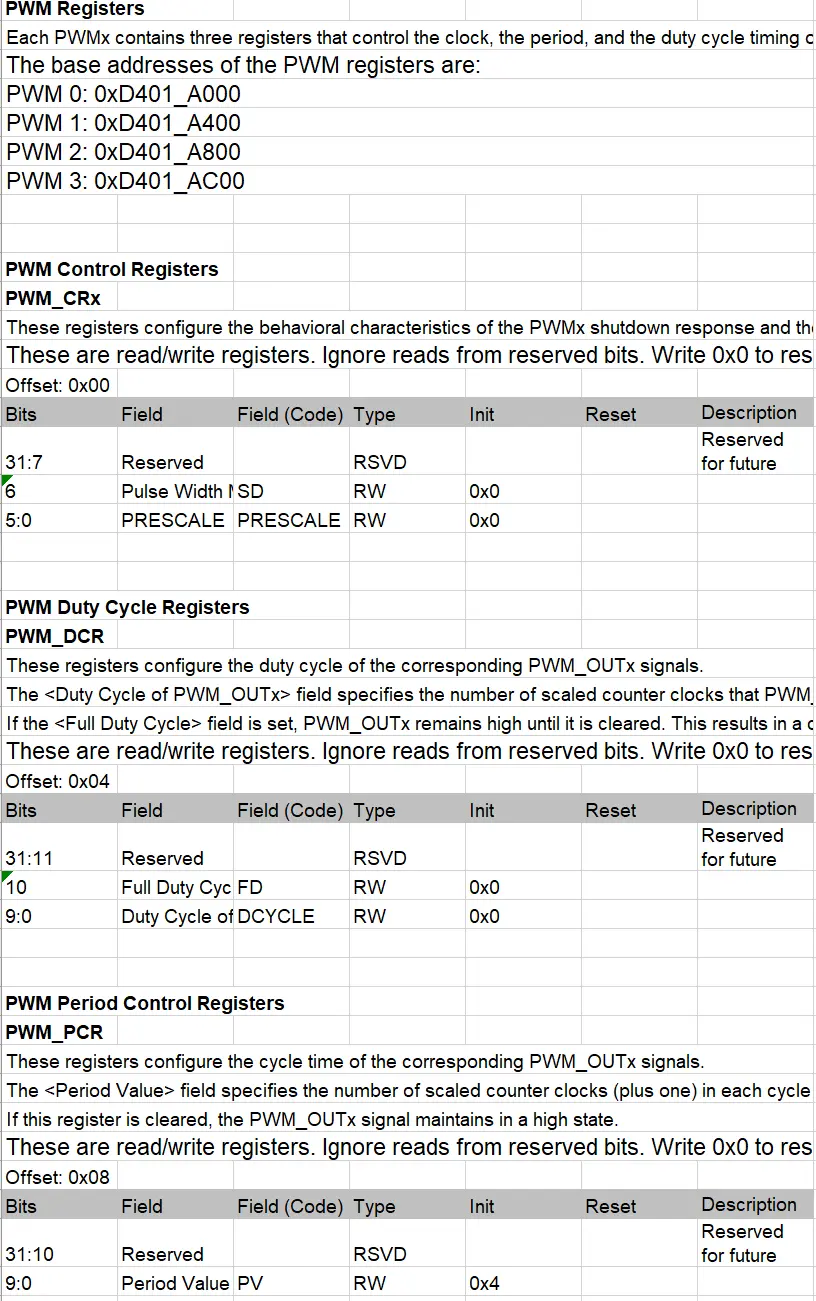 PWM Registers
Each PWMx contains three registers that control the clock, the period, and the duty cycle timing
The base addresses of the PWM registers are:
PWM 0: 0xD401_A000
PWM 1: 0xD401_A400
PWM 2: 0xD401_A800
PWM 3: 0xD401_AC00
PWM Control Registers
PWM_CRx
These registers configure the behavioral characteristics of the PWMx shutdown response and
These are read/write registers. Ignore reads from reserved bits. Write 0x0 to res
Offset: 0x00
Bits Field Field (Code) Type Init Reset Description
31:7 Reserved RSVD Reserved for future
6 Pulse Width SD RW 0x0
5:0 PRESCALE PRESCALE RW 0x0
PWM Duty Cycle Registers
PWM_DCR
These registers configure the duty cycle of the corresponding PWM_OUTx signals.
The <Duty Cycle of PWM_OUTx> field specifies the number of scaled counter clocks that PWM_
If the <Full Duty Cycle> field is set, PWM_OUTx remains high until it is cleared. This results in a
These are read/write registers. Ignore reads from reserved bits. Write 0x0 to res
Offset: 0x04
Bits Field Field (Code) Type Init Reset Description
31:11 Reserved RSVD Reserved for future
10 Full Duty Cyc FD RW 0x0
9:0 Duty Cycle of DCYCLE RW 0x0
PWM Period Control Registers
PWM_PCR
These registers configure the cycle time of the corresponding PWM_OUTx signals.
The <Period Value> field specifies the number of scaled counter clocks (plus one) in each cycle
If this register is cleared, the PWM_OUTx signal maintains in a high state.
These are read/write registers. Ignore reads from reserved bits. Write 0x0 to res
Offset: 0x08
Bits Field Field (Code) Type Init Reset Description
31:10 Reserved RSVD Reserved for future
9:0 Period Value PV RW 0x4